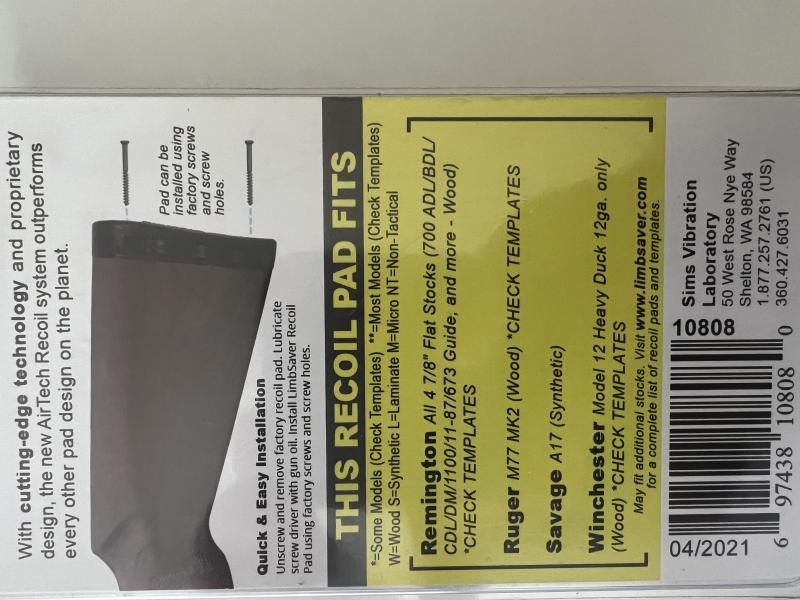 With cutting-edge technology and proprietary
design, the new AirTech Recoil system outperforms
every other pad design on the planet.
Pad can be
installed using
factory screws
and screw
holes.
Quick & Easy Installation
Unscrew and remove factory recoil pad. Lubricate
screw driver with gun oil. Install LimbSaver Recoil
Pad using factory screws and screw holes.
THIS RECOIL PAD FITS
*=Some Models (Check Templates) **=Most Models (Check Templates)
W=Wood S=Synthetic L=Laminate M=Micro NT=Non-Tactical
Remington All 4 7/8" Flat Stocks (700 ADL/BDL/
CDL/DM/1100/11-87/673 Guide, and more - Wood)
*CHECK TEMPLATES
Ruger M77 MK2 (Wood) *CHECK TEMPLATES
Savage A17 (Synthetic)
Winchester Model 12 Heavy Duck 12ga. only
(Wood) *CHECK TEMPLATES
May fit additional stocks. Visit www.limbsaver.com
for a complete list of recoil pads and templates.
04/2021
10808
6 97438 10808 0
Sims Vibration
Laboratory
50 West Rose Nye Way
Shelton, WA 98584
1.877.257.2761 (US)
360.427.6031